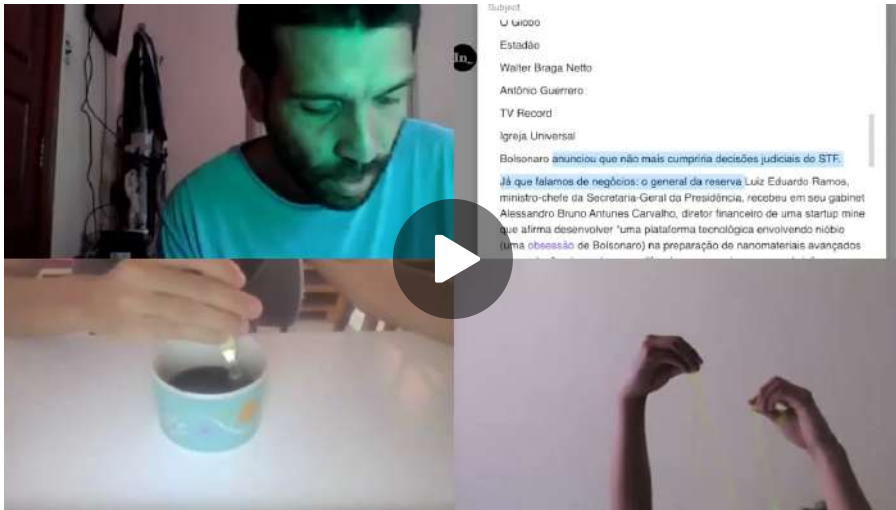 Subject
O Globo
Estadão
Walter Braga Netto
Antônio Guerrero
TV Record
Igreja Universal
In_
Bolsonaro anunciou que não mais cumpriria decisões judiciais do STF.
Já que falamos de negócios: o general da reserva Luiz Eduardo Ramos,
ministro-chefe da Secretaria-Geral da Presidência, recebeu em seu gabinet
Alessandro Bruno Antunes Carvalho, diretor financeiro de uma startup mine
que afirma desenvolver "uma plataforma tecnológica envolvendo nióbio
(uma obsessão de Bolsonaro) na preparação de nanomateriais avançados